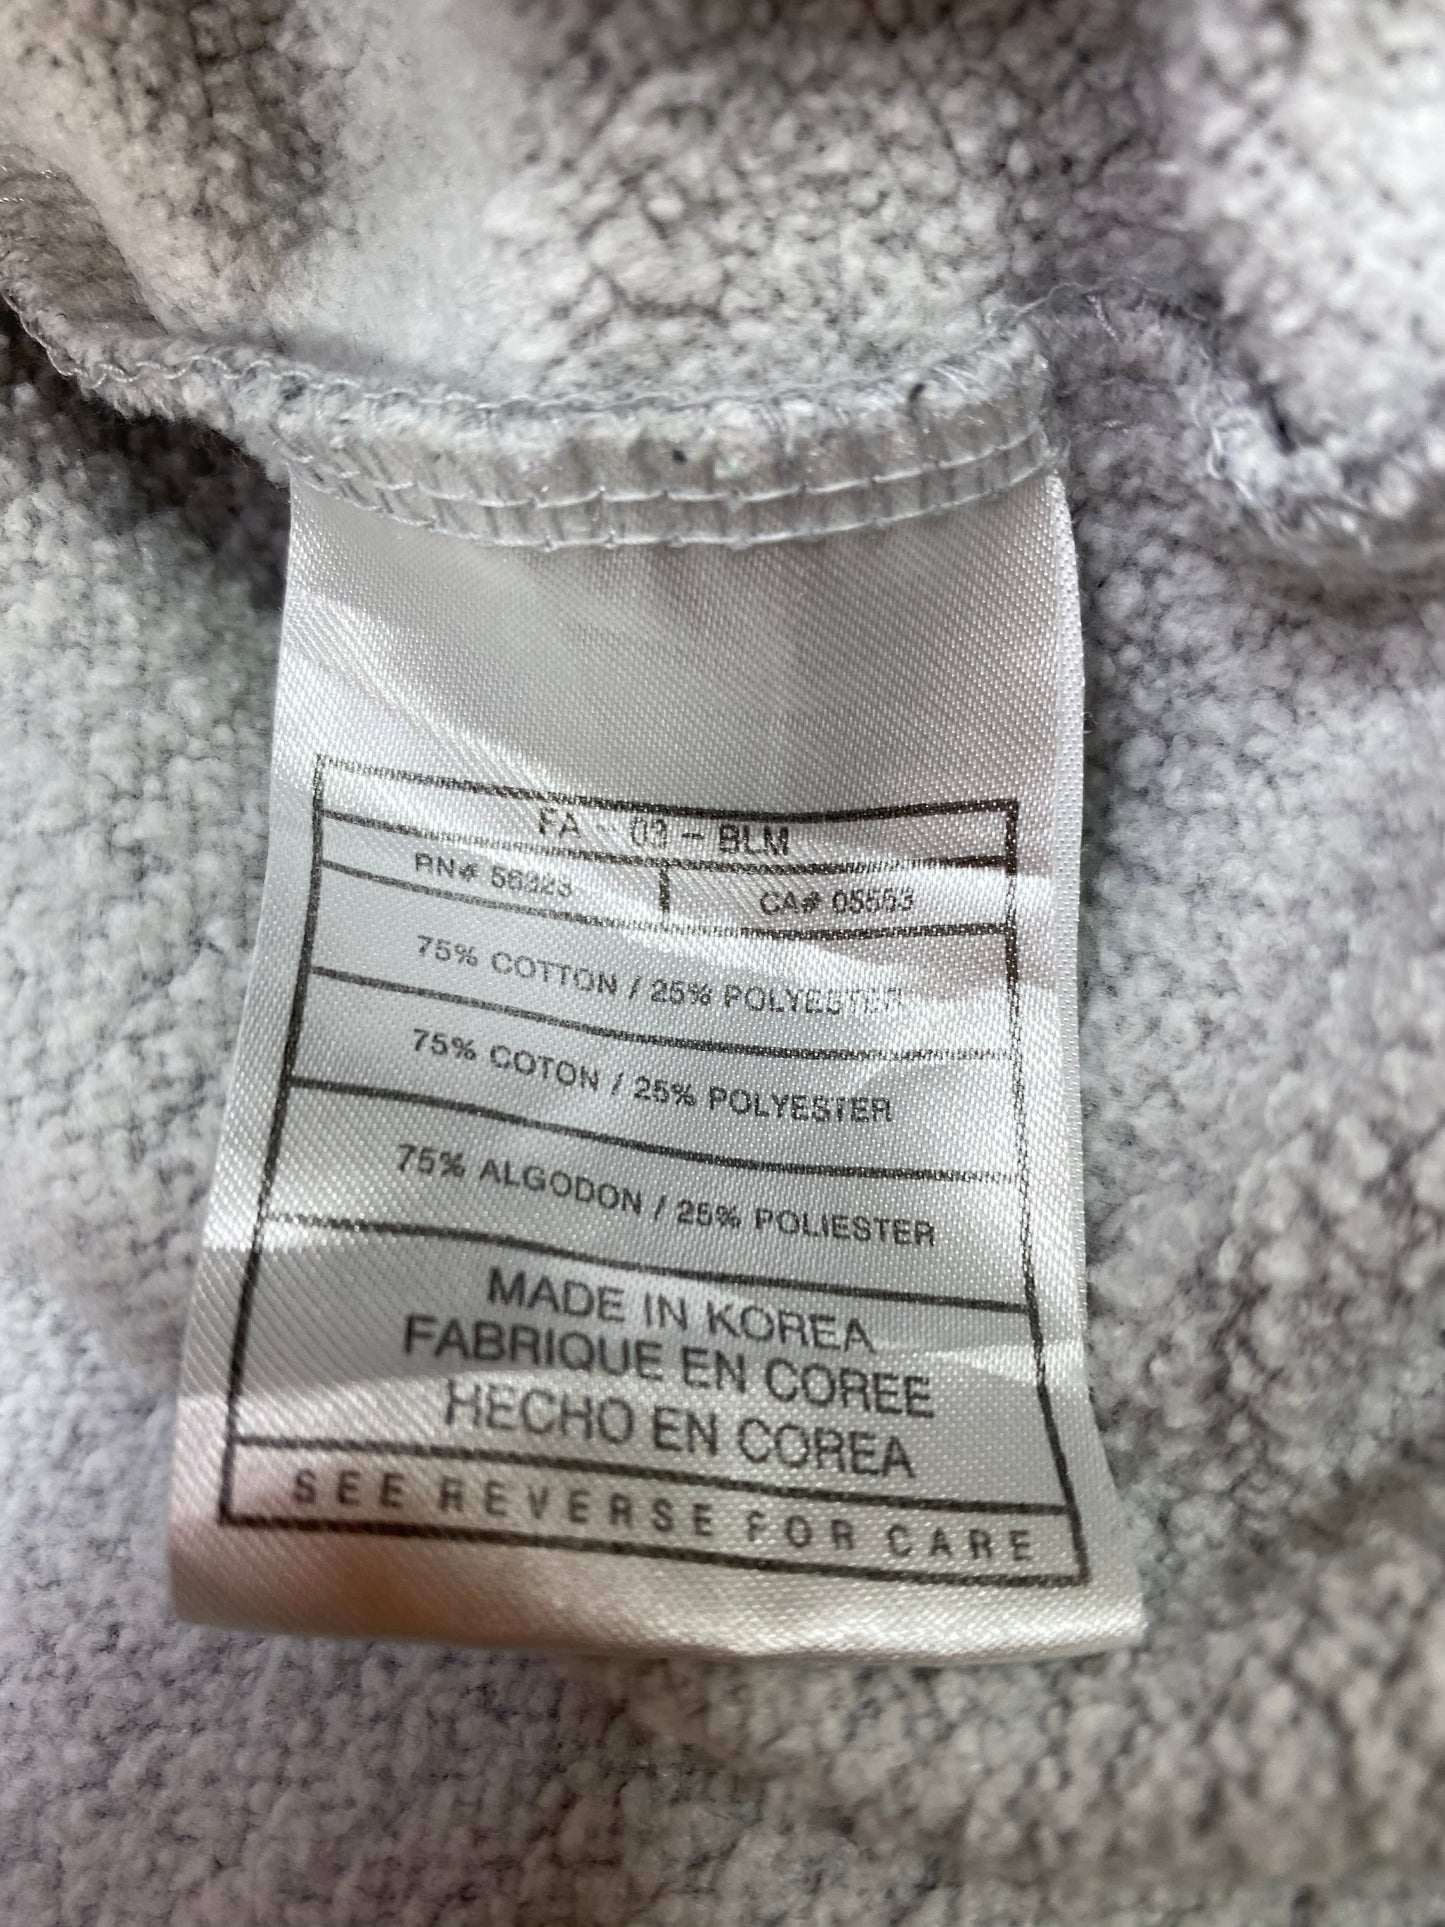 FA - 03 - BLM
RN# 56323 CA# 05553
75% COTTON / 25% POLYESTER
75% COTON / 25% POLYESTER
75% ALGODON / 25% POLIESTER
MADE IN KOREA
FABRIQUE EN COREE
HECHO EN COREA
SEE REVERSE FOR CARE